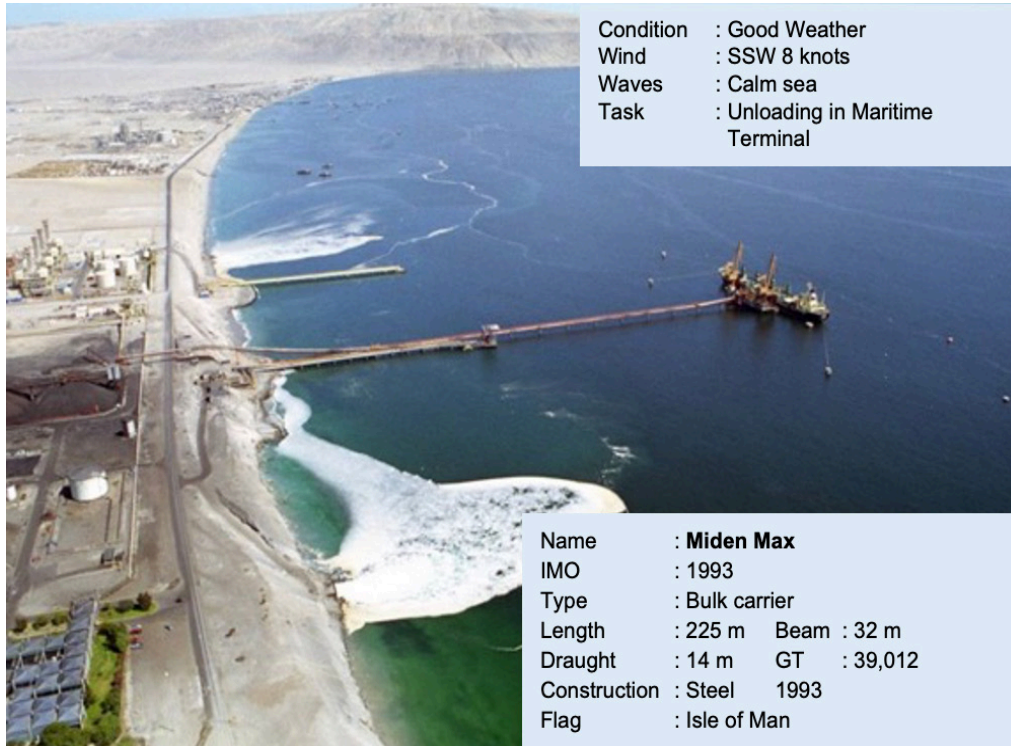 Condition : Good Weather
Wind : SSW 8 knots
Waves : Calm sea
Task : Unloading in Maritime
Terminal
Name : Miden Max
IMO : 1993
Type : Bulk carrier
Length : 225 m Beam : 32 m
Draught : 14 m GT : 39,012
Construction : Steel 1993
Flag : Isle of Man